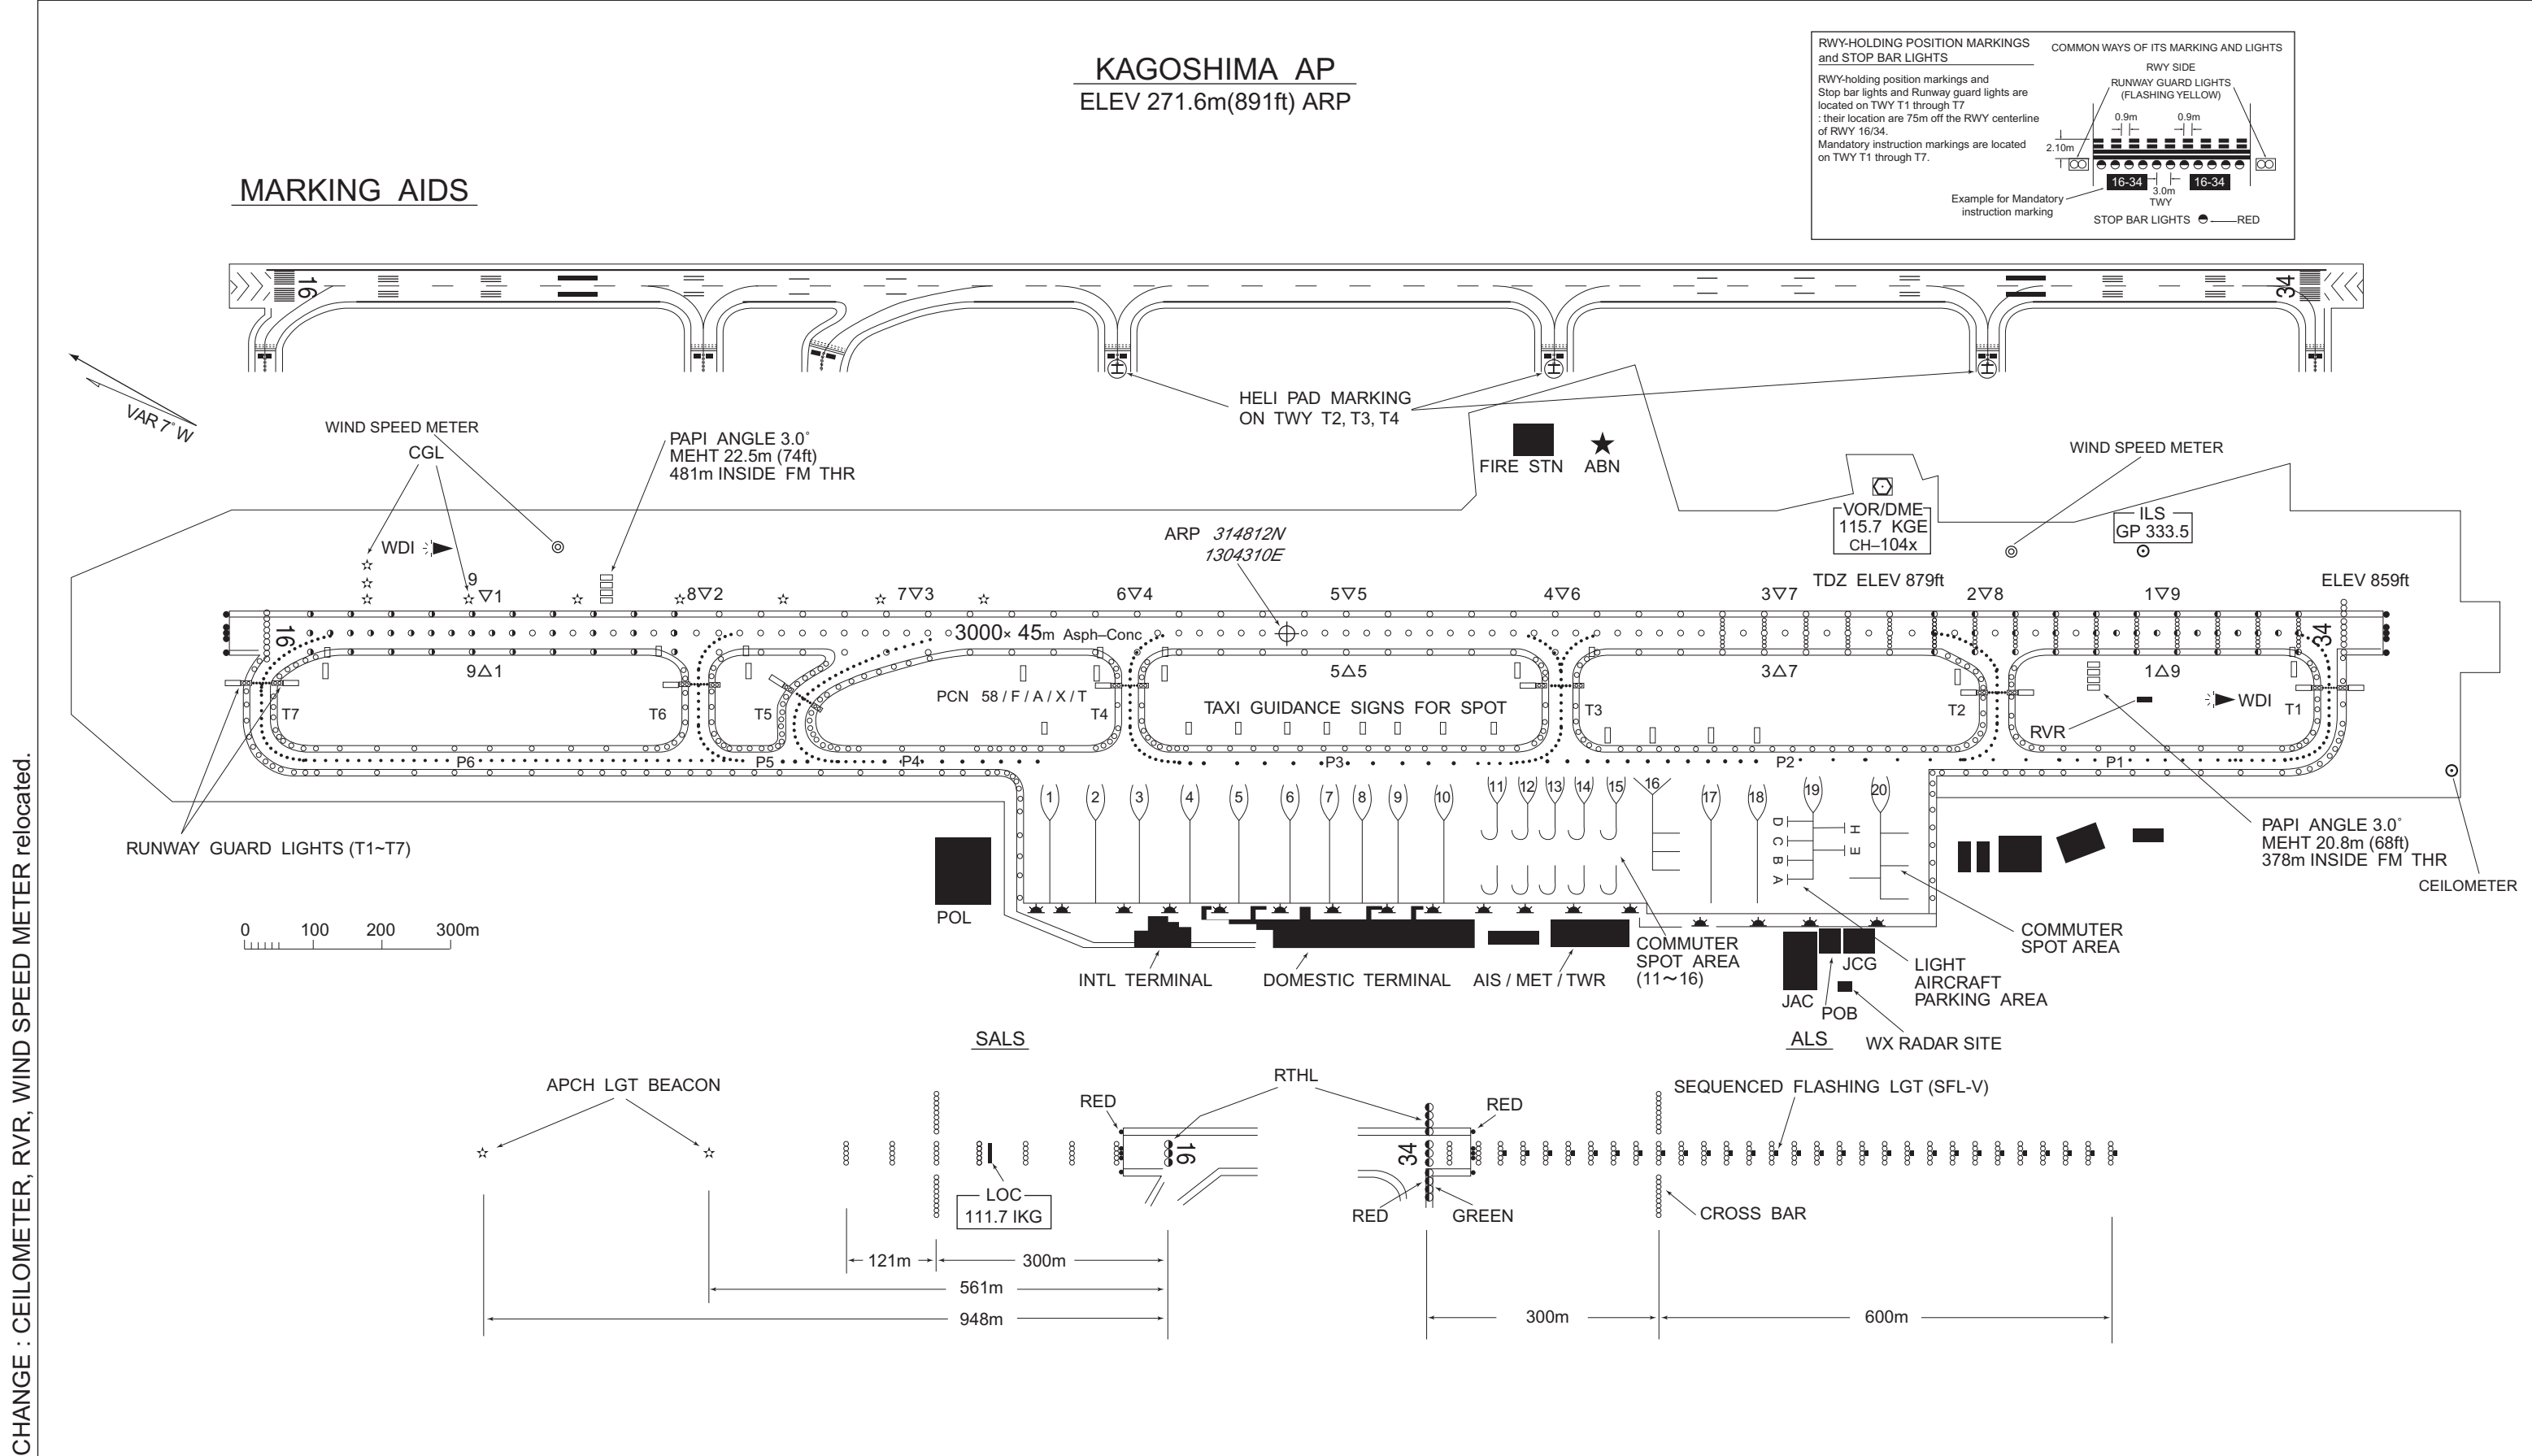 KAGOSHIMA AP
ELEV 271.6m(891ft) ARP
MARKING AIDS
RWY-HOLDING POSITION MARKINGS
and STOP BAR LIGHTS
RWY-holding position markings and
Stop bar lights and Runway guard lights are
located on TWY T1 through T7
: their location are 75m off the RWY centerline
of RWY 16/34.
Mandatory instruction markings are located
on TWY T1 through T7.
COMMON WAYS OF ITS MARKING AND LIGHTS
RWY SIDE
RUNWAY GUARD LIGHTS
(FLASHING YELLOW)
0.9m
0.9m
2.10m
16-34
16-34
3.0m
TWY
Example for Mandatory
instruction marking
STOP BAR LIGHTS
RED
16
34
VAR 7°W
HELI PAD MARKING
ON TWY T2, T3, T4
WIND SPEED METER
CGL
PAPI ANGLE 3.0°
MEHT 22.5m (74ft)
481m INSIDE FM THR
FIRE STN
ABN
WIND SPEED METER
VOR/DME
115.7 KGE
CH–104x
ILS
GP 333.5
ARP 314812N
1304310E
WDI
TDZ ELEV 879ft
ELEV 859ft
9
▽1
8▽2
7▽3
6▽4
5▽5
4▽6
3▽7
2▽8
1▽9
16
3000× 45m Asph–Conc
34
9△1
5△5
3△7
1△9
PCN 58 / F / A / X / T
TAXI GUIDANCE SIGNS FOR SPOT
WDI
RVR
T7
T6
T5
T4
T3
T2
T1
P6
P5
P4
P3
P2
P1
1
2
3
4
5
6
7
8
9
10
11
12
13
14
15
16
17
18
19
20
D
C
B
A
H
E
RUNWAY GUARD LIGHTS (T1~T7)
POL
PAPI ANGLE 3.0°
MEHT 20.8m (68ft)
378m INSIDE FM THR
CEILOMETER
0 100 200 300m
INTL TERMINAL
DOMESTIC TERMINAL
AIS / MET / TWR
COMMUTER
SPOT AREA
(11〜16)
JAC
POB
JCG
LIGHT
AIRCRAFT
PARKING AREA
COMMUTER
SPOT AREA
WX RADAR SITE
SALS
ALS
APCH LGT BEACON
RED
RTHL
RED
SEQUENCED FLASHING LGT (SFL-V)
16
34
LOC
111.7 IKG
RED
GREEN
CROSS BAR
121m
300m
561m
948m
300m
600m
CHANGE : CEILOMETER, RVR, WIND SPEED METER relocated.